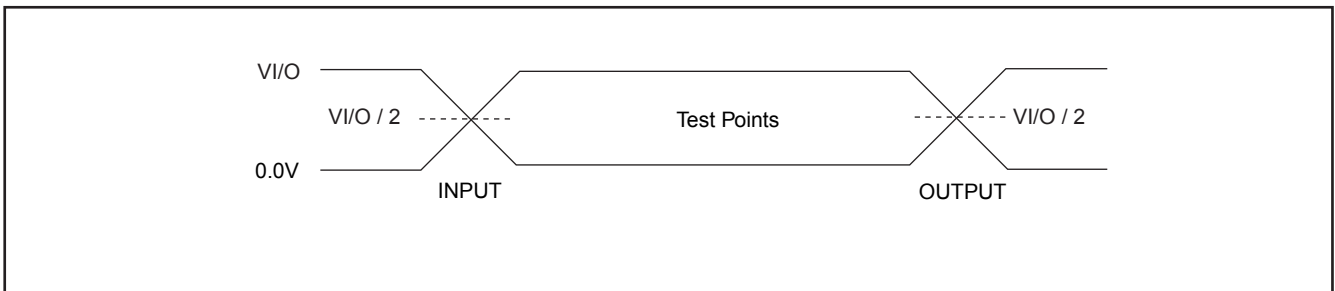 VI/O
VI/O / 2
Test Points
VI/O / 2
0.0V
INPUT
OUTPUT